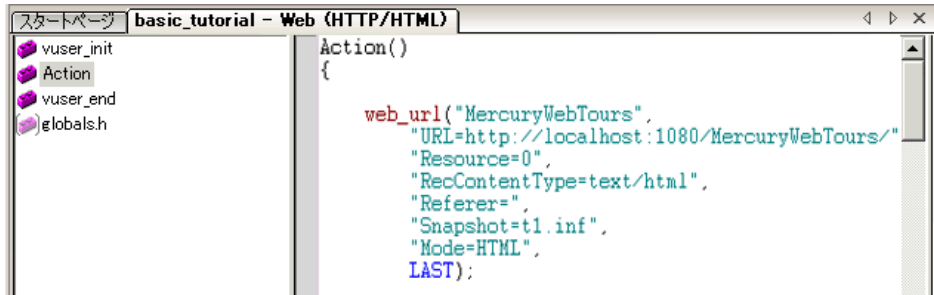 スタートページ basic_tutorial - Web (HTTP/HTML)
vuser_init
Action
vuser_end
globals.h
Action()
{
web_url("MercuryWebTours",
"URL=http://localhost:1080/MercuryWebTours/"
"Resource=0",
"RecContentType=text/html",
"Referer=",
"Snapshot=t1.inf",
"Mode=HTML",
LAST);